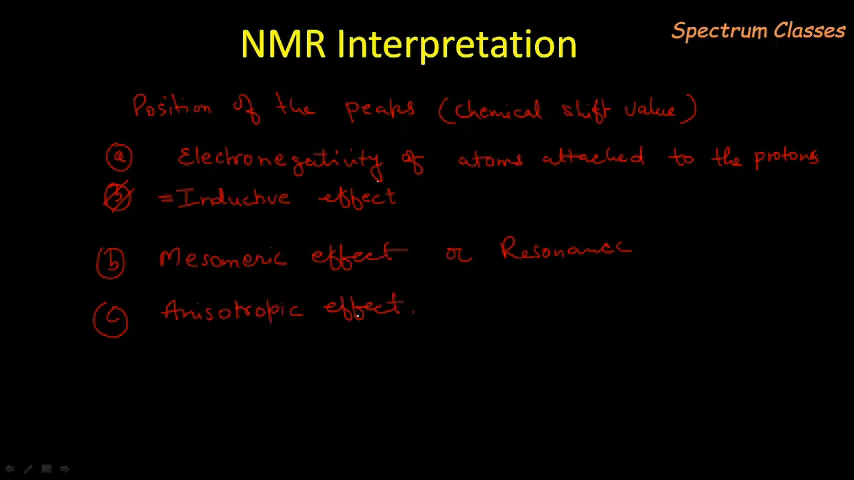 NMR Interpretation
Spectrum Classes
Position of the peaks (chemical shift value)
a Electronegativity of atoms attached to the protons
b = Inductive effect
b Mesomeric effect or Resonance
c Anisotropic effect.